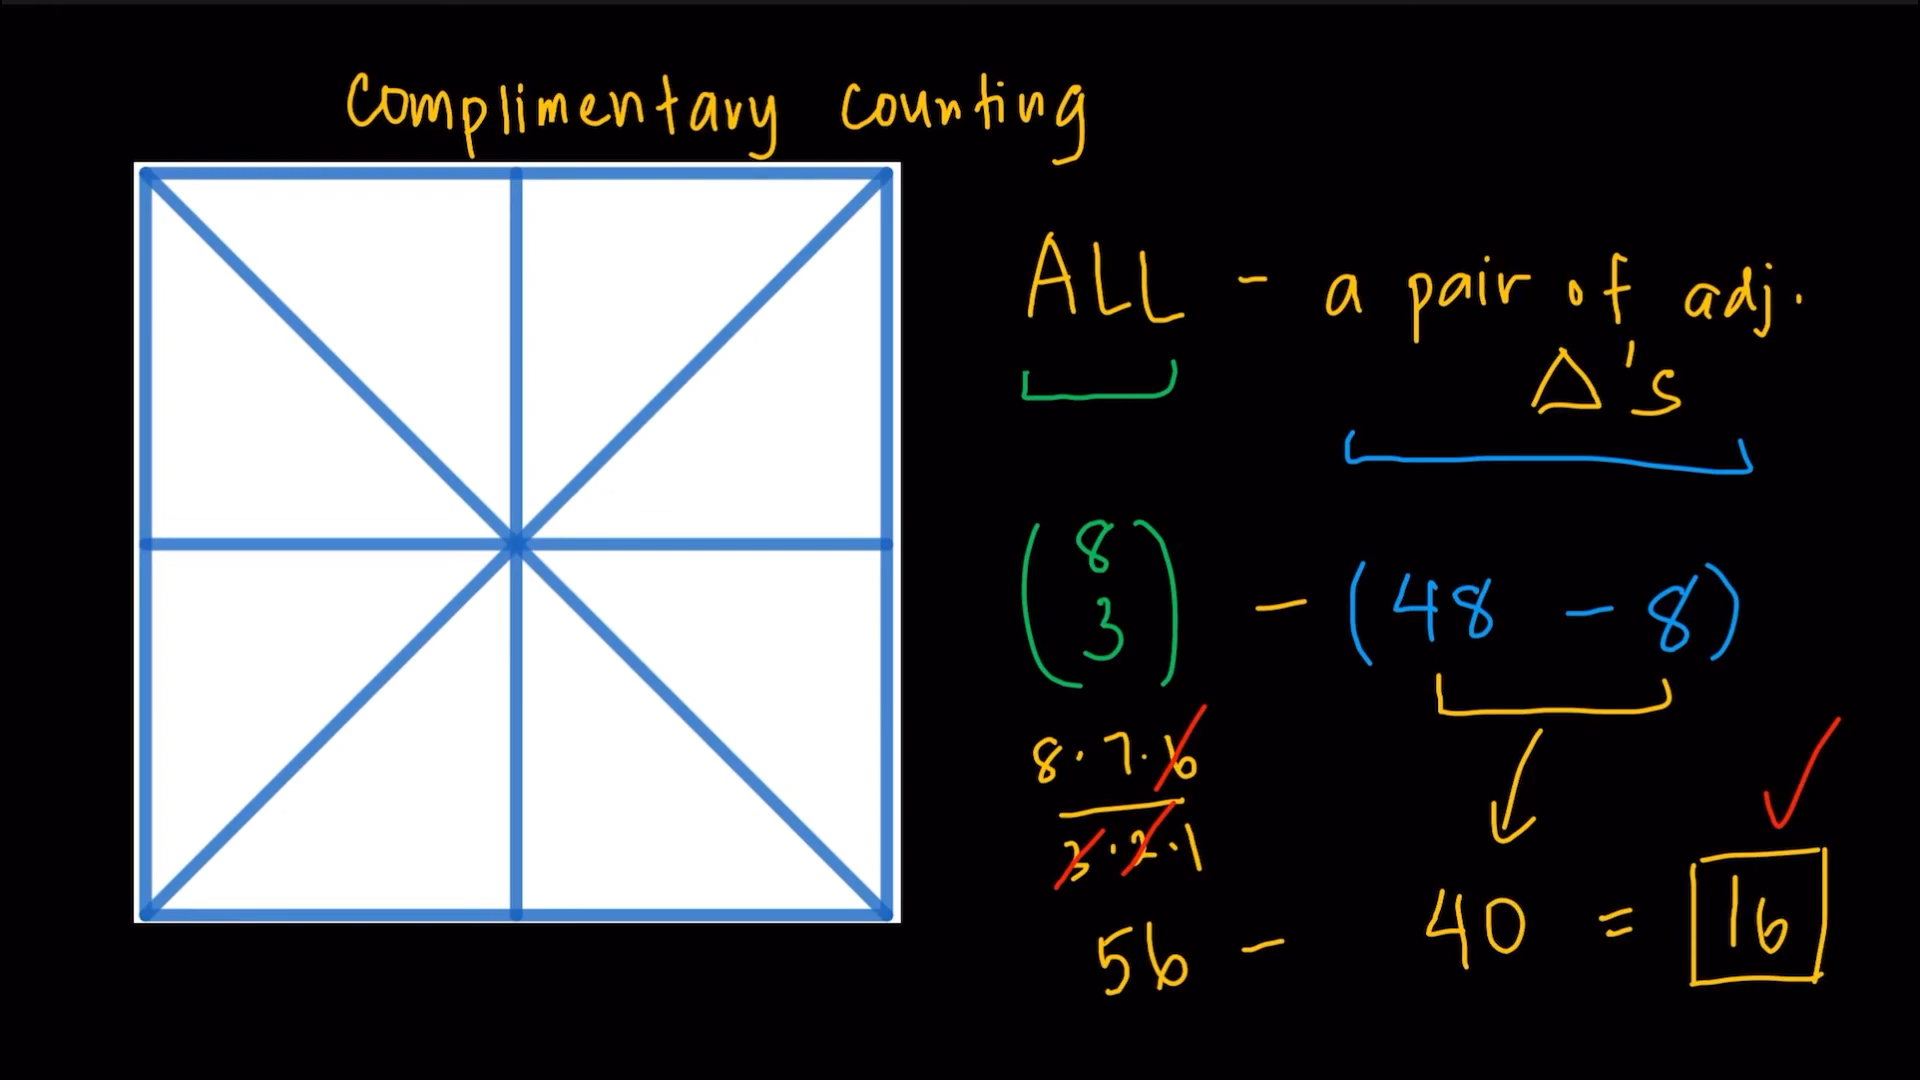 Complimentary counting
ALL - a pair of adj.
Δ's
(8 3) - (48 - 8)
8·7·6
3·2·1
56 - 40 = 16